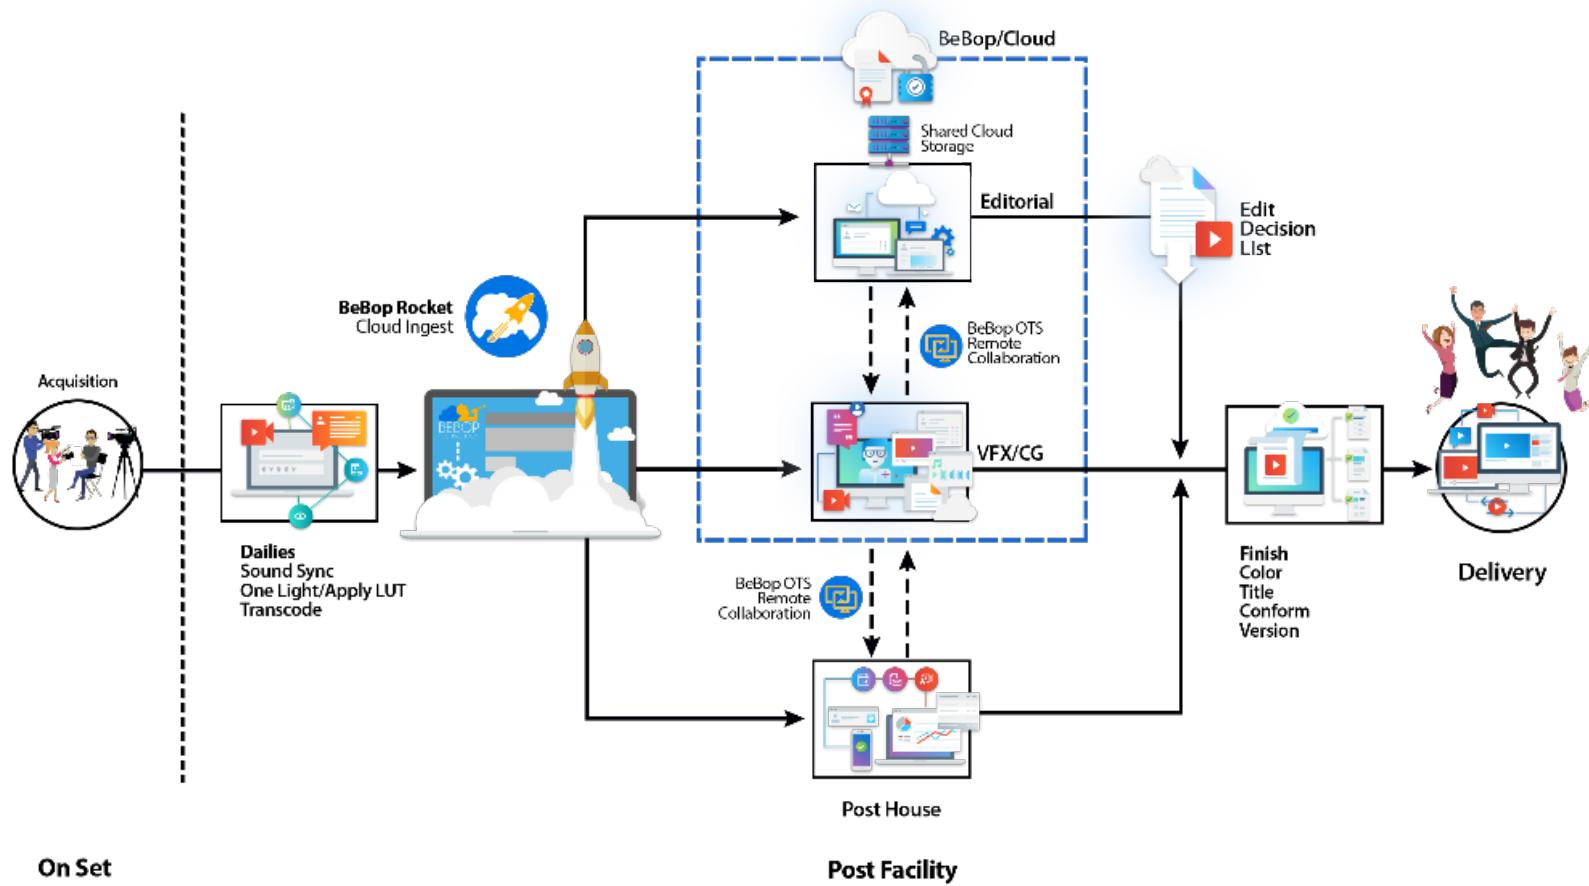 BeBop/Cloud
Shared Cloud
Storage
Editorial
Edit
Decision
List
BeBop Rocket
Cloud Ingest
BeBop OTS
Remote
Collaboration
Acquisition
BEBOP
VFX/CG
Dailies
Sound Sync
One Light/Apply LUT
Transcode
BeBop OTS
Remote
Collaboration
Finish
Color
Title
Conform
Version
Delivery
Post House
On Set
Post Facility